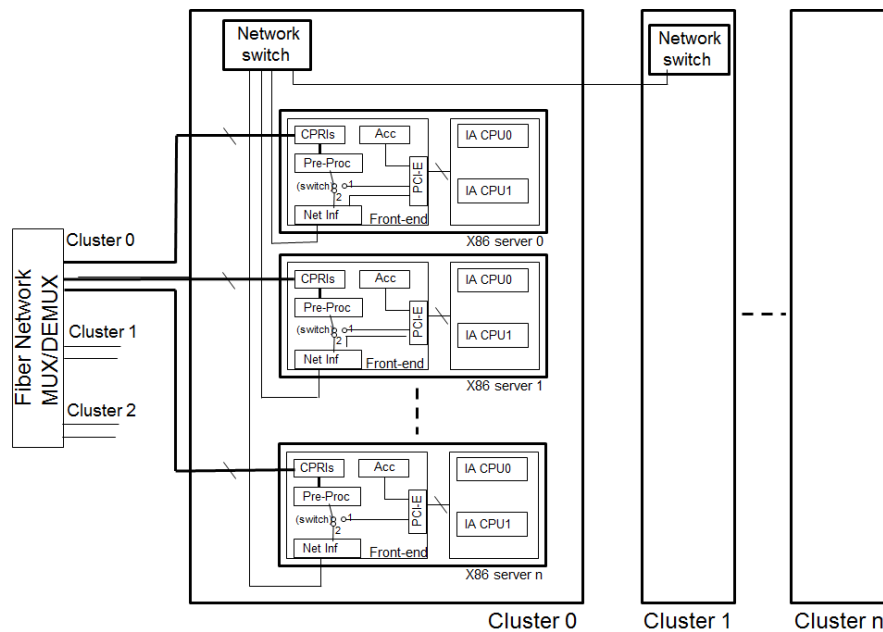 Network
switch
Network
switch
CPRIs
Acc
IA CPU0
Pre-Proc
PCI-E
(switch)
1
2
IA CPU1
Net Inf
Front-end
X86 server 0
Cluster 0
Fiber Network
MUX/DEMUX
CPRIs
Acc
IA CPU0
Pre-Proc
PCI-E
(switch)
1
2
IA CPU1
Net Inf
Front-end
X86 server 1
Cluster 1
Cluster 2
CPRIs
Acc
IA CPU0
Pre-Proc
PCI-E
(switch)
1
2
IA CPU1
Net Inf
Front-end
X86 server n
Cluster 0
Cluster 1
Cluster n